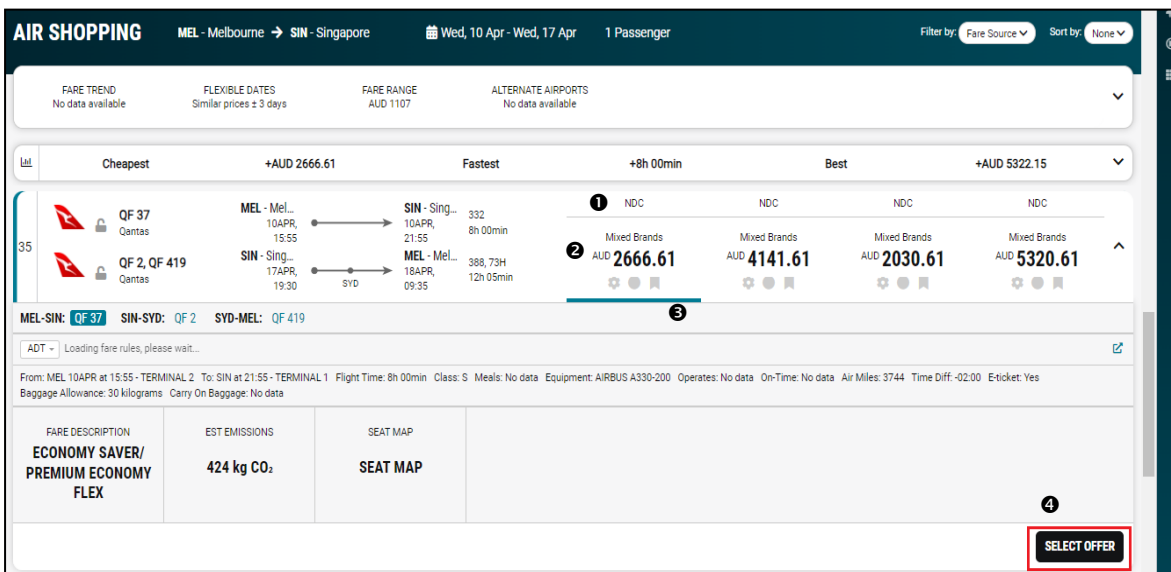 AIR SHOPPING MEL - Melbourne → SIN - Singapore Wed, 10 Apr - Wed, 17 Apr 1 Passenger Filter by: Fare Source Sort by: None
FARE TREND FLEXIBLE DATES FARE RANGE ALTERNATE AIRPORTS
No data available Similar prices ± 3 days AUD 1107 No data available
Cheapest +AUD 2666.61 Fastest +8h 00min Best +AUD 5322.15
❶ NDC NDC NDC NDC
35
QF 37 MEL - Mel... SIN - Sing... 332
Qantas 10APR, 10APR, 8h 00min
15:55 21:55
Mixed Brands Mixed Brands Mixed Brands Mixed Brands
❷ AUD 2666.61 AUD 4141.61 AUD 2030.61 AUD 5320.61
QF 2, QF 419 SIN - Sing... MEL - Mel... 388, 73H
Qantas 17APR, 18APR, 12h 05min
19:30 SYD 09:35
❸
MEL-SIN: QF 37 SIN-SYD: QF 2 SYD-MEL: QF 419
ADT Loading fare rules, please wait...
From: MEL 10APR at 15:55 - TERMINAL 2 To: SIN at 21:55 - TERMINAL 1 Flight Time: 8h 00min Class: S Meals: No data Equipment: AIRBUS A330-200 Operates: No data On-Time: No data Air Miles: 3744 Time Diff: -02:00 E-ticket: Yes
Baggage Allowance: 30 kilograms Carry On Baggage: No data
FARE DESCRIPTION EST EMISSIONS SEAT MAP
ECONOMY SAVER/
PREMIUM ECONOMY 424 kg CO₂ SEAT MAP
FLEX
❹
SELECT OFFER